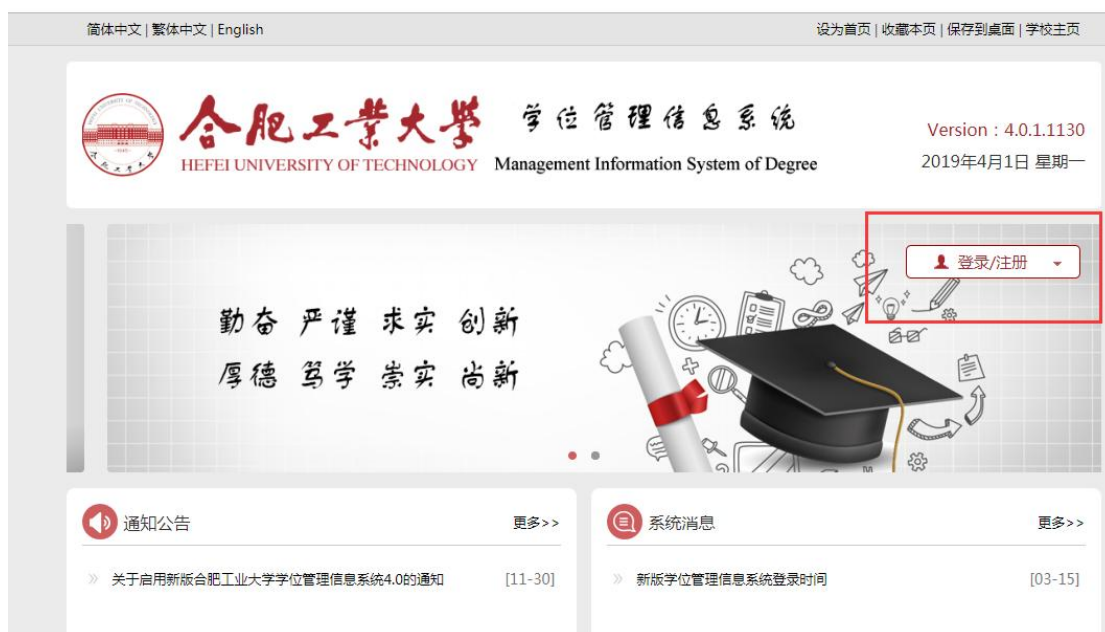 简体中文 | 繁体中文 | English
设为首页 | 收藏本页 | 保存到桌面 | 学校主页
合肥工業大學
HEFEI UNIVERSITY OF TECHNOLOGY
学位管理信息系统
Management Information System of Degree
Version：4.0.1.1130
2019年4月1日 星期一
登录/注册
勤奋 严谨 求实 创新
厚德 笃学 崇实 尚新
通知公告
更多>>
关于启用新版合肥工业大学学位管理信息系统4.0的通知
[11-30]
系统消息
更多>>
新版学位管理信息系统登录时间
[03-15]